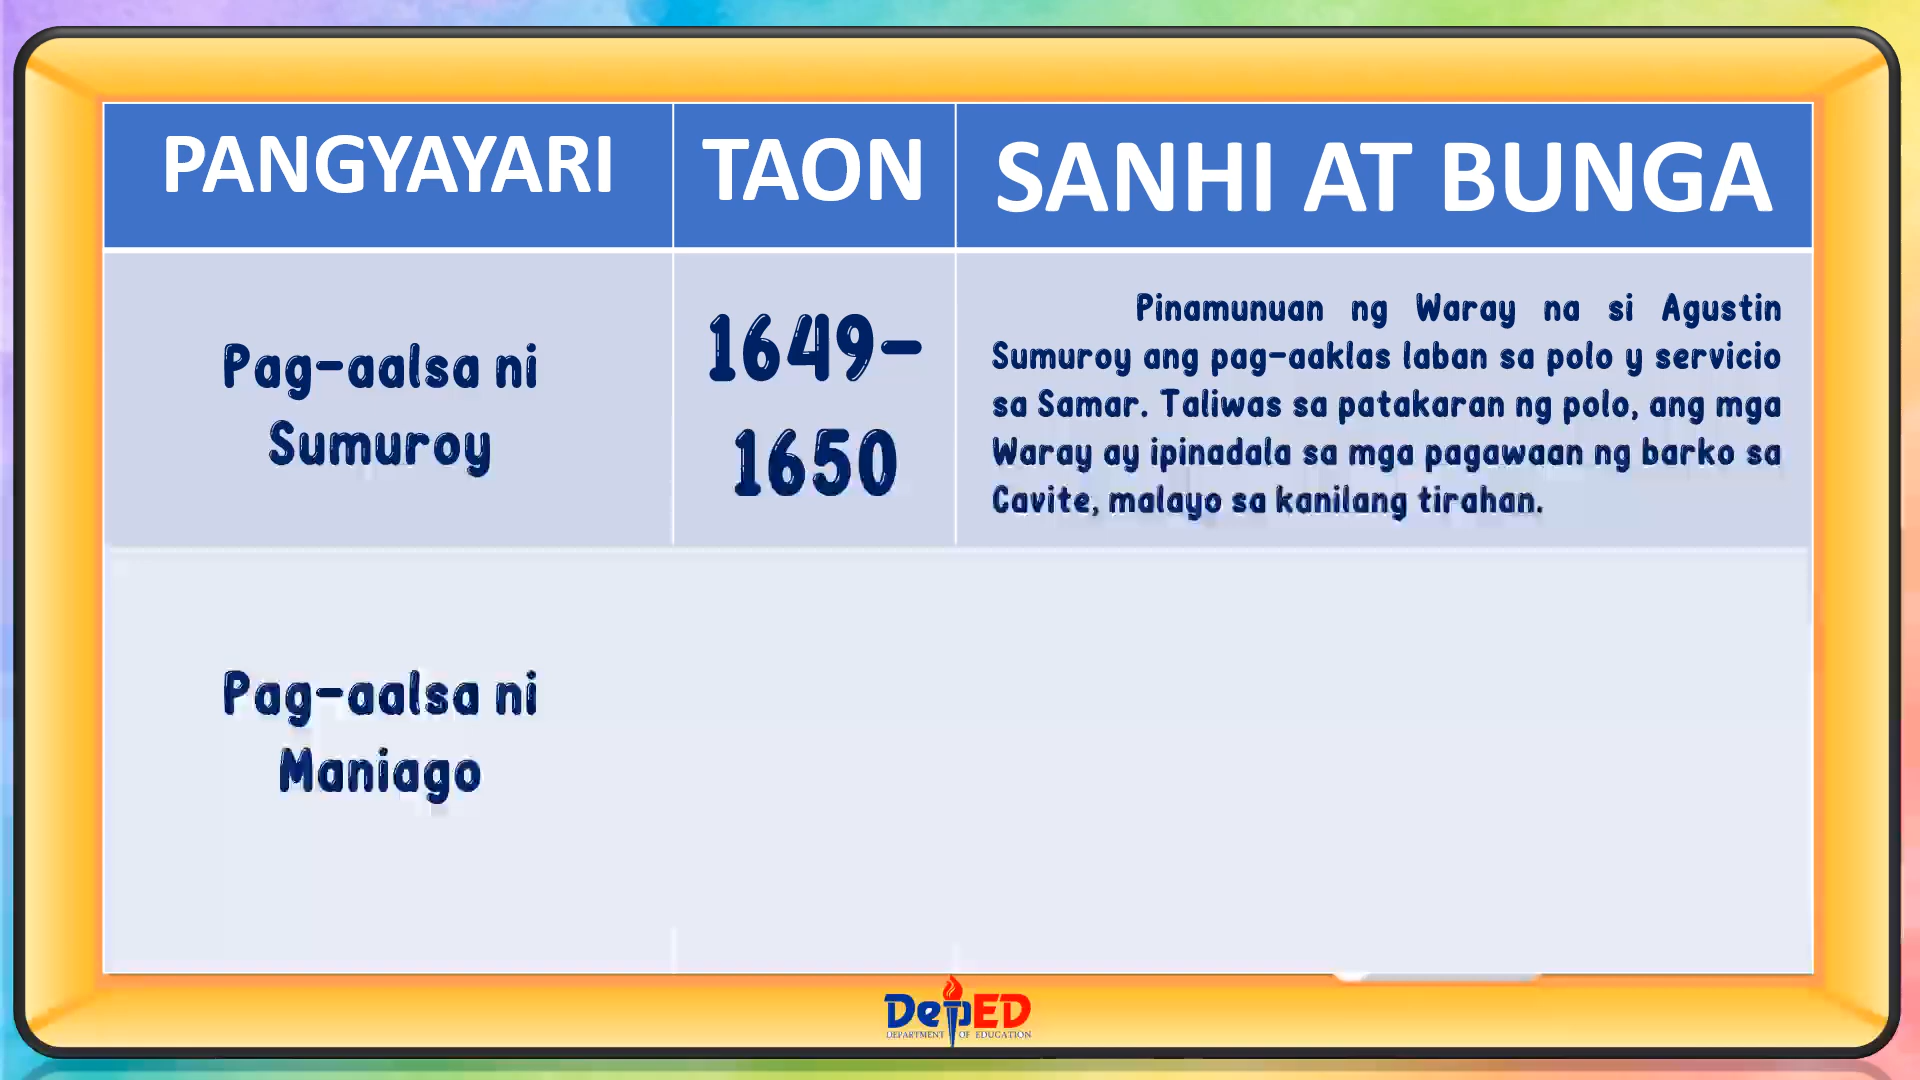 PANGYAYARI
TAON
SANHI AT BUNGA
Pag-aalsa ni
Sumuroy
1649-
1650
Pinamunuan ng Waray na si Agustin
Sumuroy ang pag-aaklas laban sa polo y servicio
sa Samar. Taliwas sa patakaran ng polo, ang mga
Waray ay ipinadala sa mga pagawaan ng barko sa
Cavite, malayo sa kanilang tirahan.
Pag-aalsa ni
Maniago
DepED
DEPARTMENT OF EDUCATION